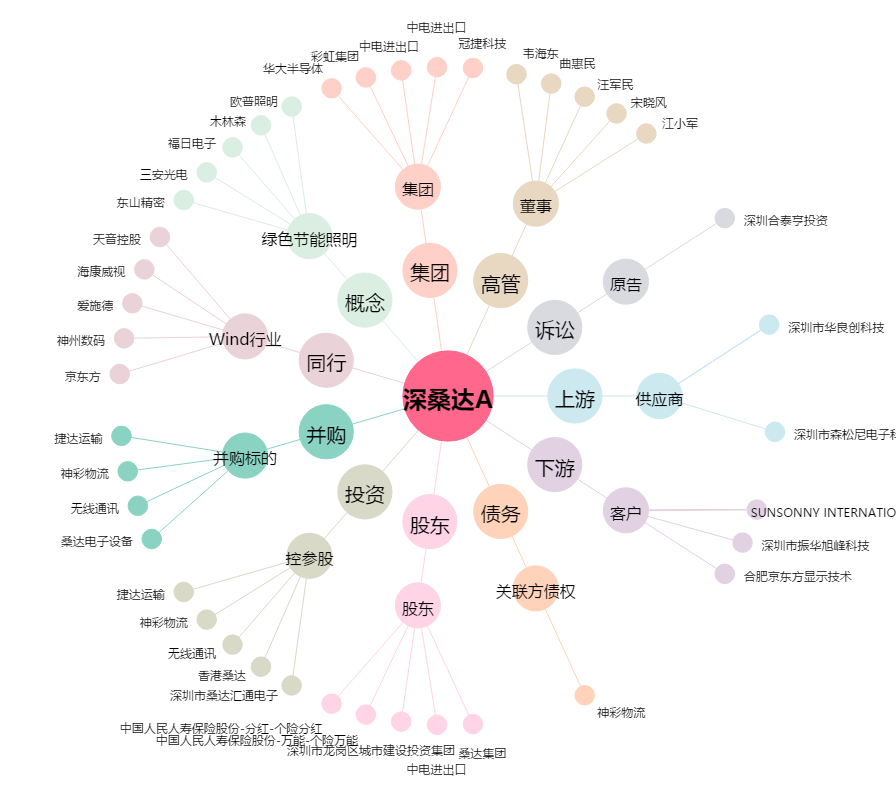 中电进出口
冠捷科技
中电进出口
彩虹集团
华大半导体
韦海东
曲惠民
汪军民
宋晓风
江小军
欧普照明
木林森
福日电子
三安光电
东山精密
集团
董事
深圳合泰亨投资
天音控股
绿色节能照明
集团
高管
原告
海康威视
概念
爱施德
诉讼
深圳市华良创科技
神州数码
Wind行业
同行
京东方
深桑达A
上游
供应商
捷达运输
并购
深圳市森松尼电子科
神彩物流
并购标的
下游
无线通讯
投资
股东
债务
客户
SUNSONNY INTERNATIO
桑达电子设备
深圳市振华旭峰科技
控参股
合肥京东方显示技术
捷达运输
关联方债权
神彩物流
股东
无线通讯
香港桑达
深圳市桑达汇通电子
神彩物流
中国人民人寿保险股份-分红-个险分红
中国人民人寿保险股份-万能-个险万能
深圳市龙岗区城市建设投资集团
桑达集团
中电进出口